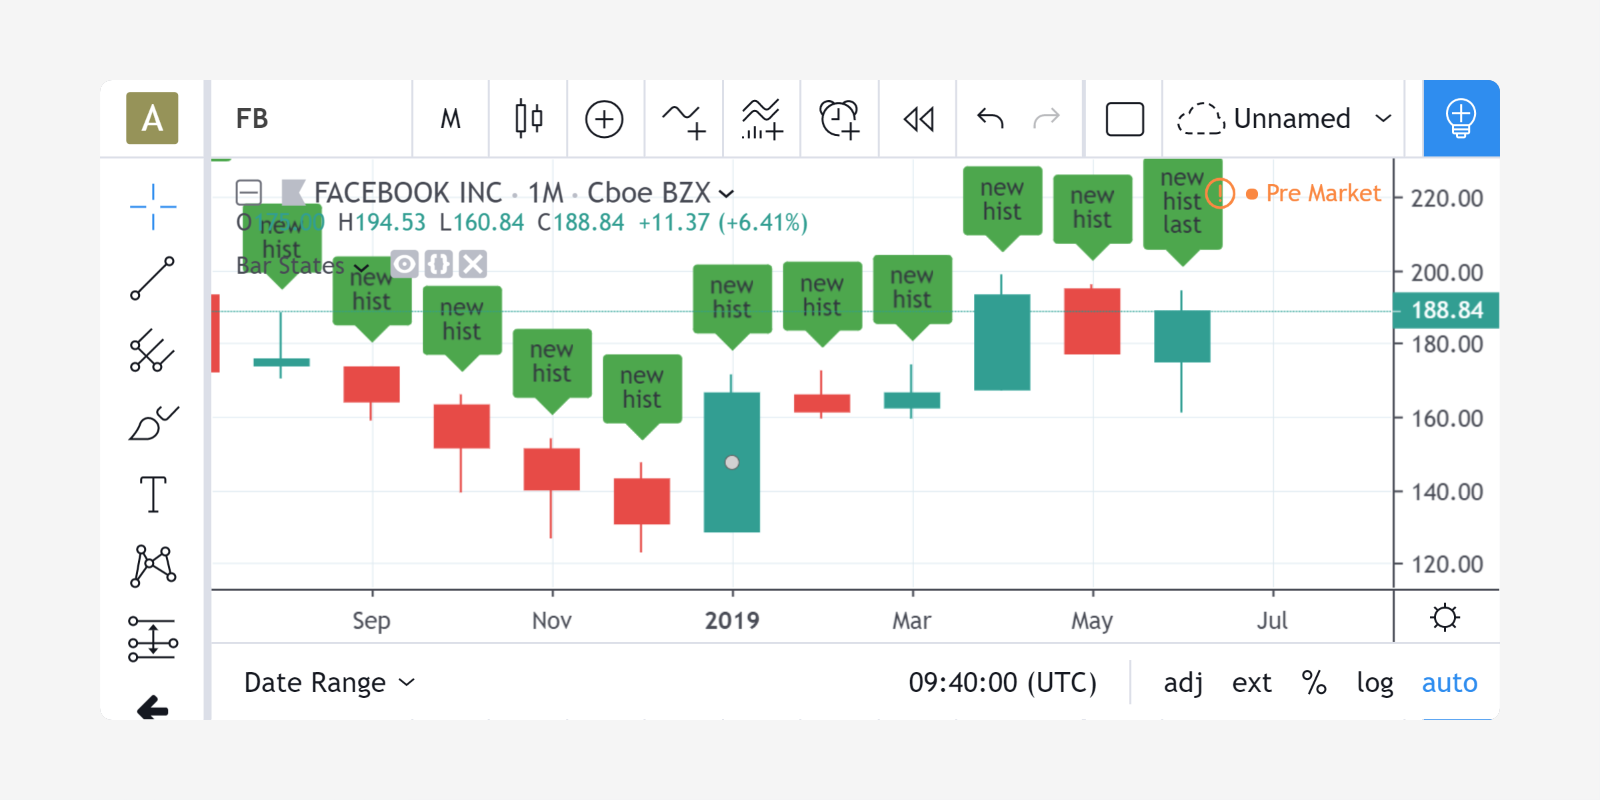 A
FB
M
Unnamed
FACEBOOK INC · 1M · Cboe BZX
Pre Market
O175.00 H194.53 L160.84 C188.84 +11.37 (+6.41%)
Bar States
{}
new
hist
new
hist
new
hist
new
hist
new
hist
new
hist
new
hist
new
hist
new
hist
new
hist
new
hist
last
220.00
200.00
188.84
180.00
160.00
140.00
120.00
Sep
Nov
2019
Mar
May
Jul
Date Range
09:40:00 (UTC)
adj
ext
%
log
auto